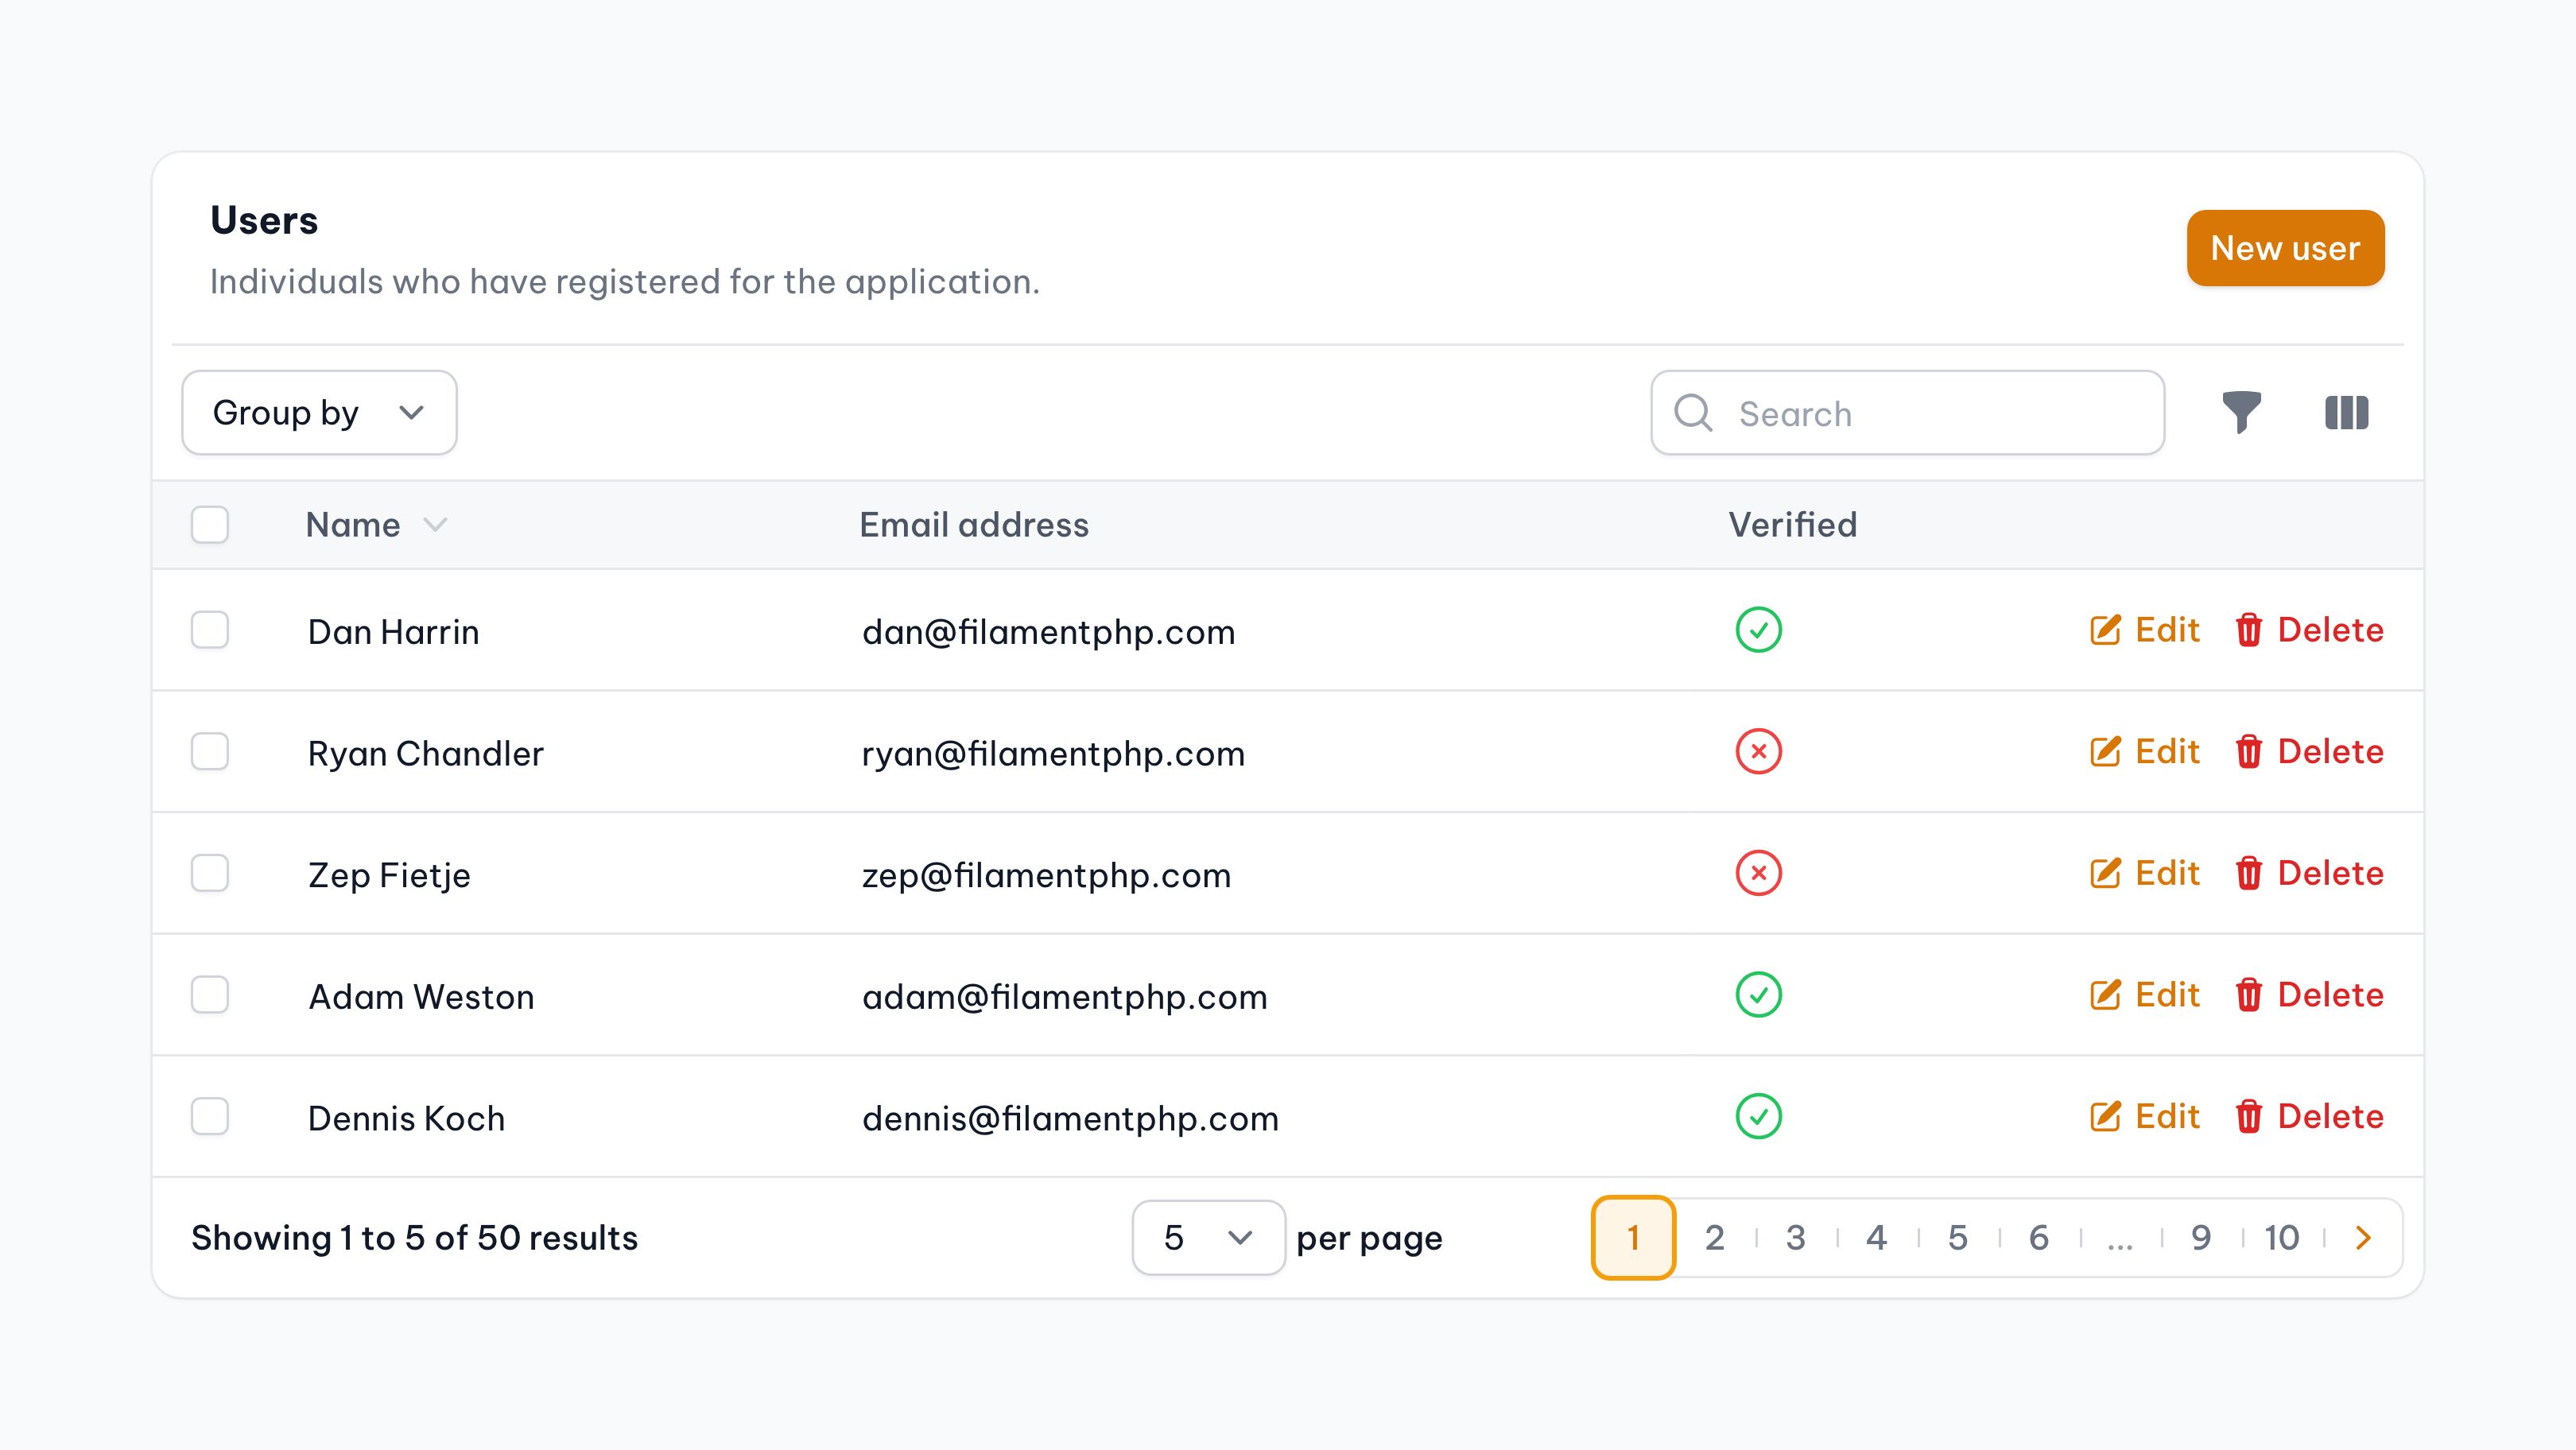 Users
New user
Individuals who have registered for the application.
Group by
Search
Name Email address Verified
Dan Harrin dan@filamentphp.com Edit Delete
Ryan Chandler ryan@filamentphp.com Edit Delete
Zep Fietje zep@filamentphp.com Edit Delete
Adam Weston adam@filamentphp.com Edit Delete
Dennis Koch dennis@filamentphp.com Edit Delete
Showing 1 to 5 of 50 results 5 per page 1 2 3 4 5 6 ... 9 10